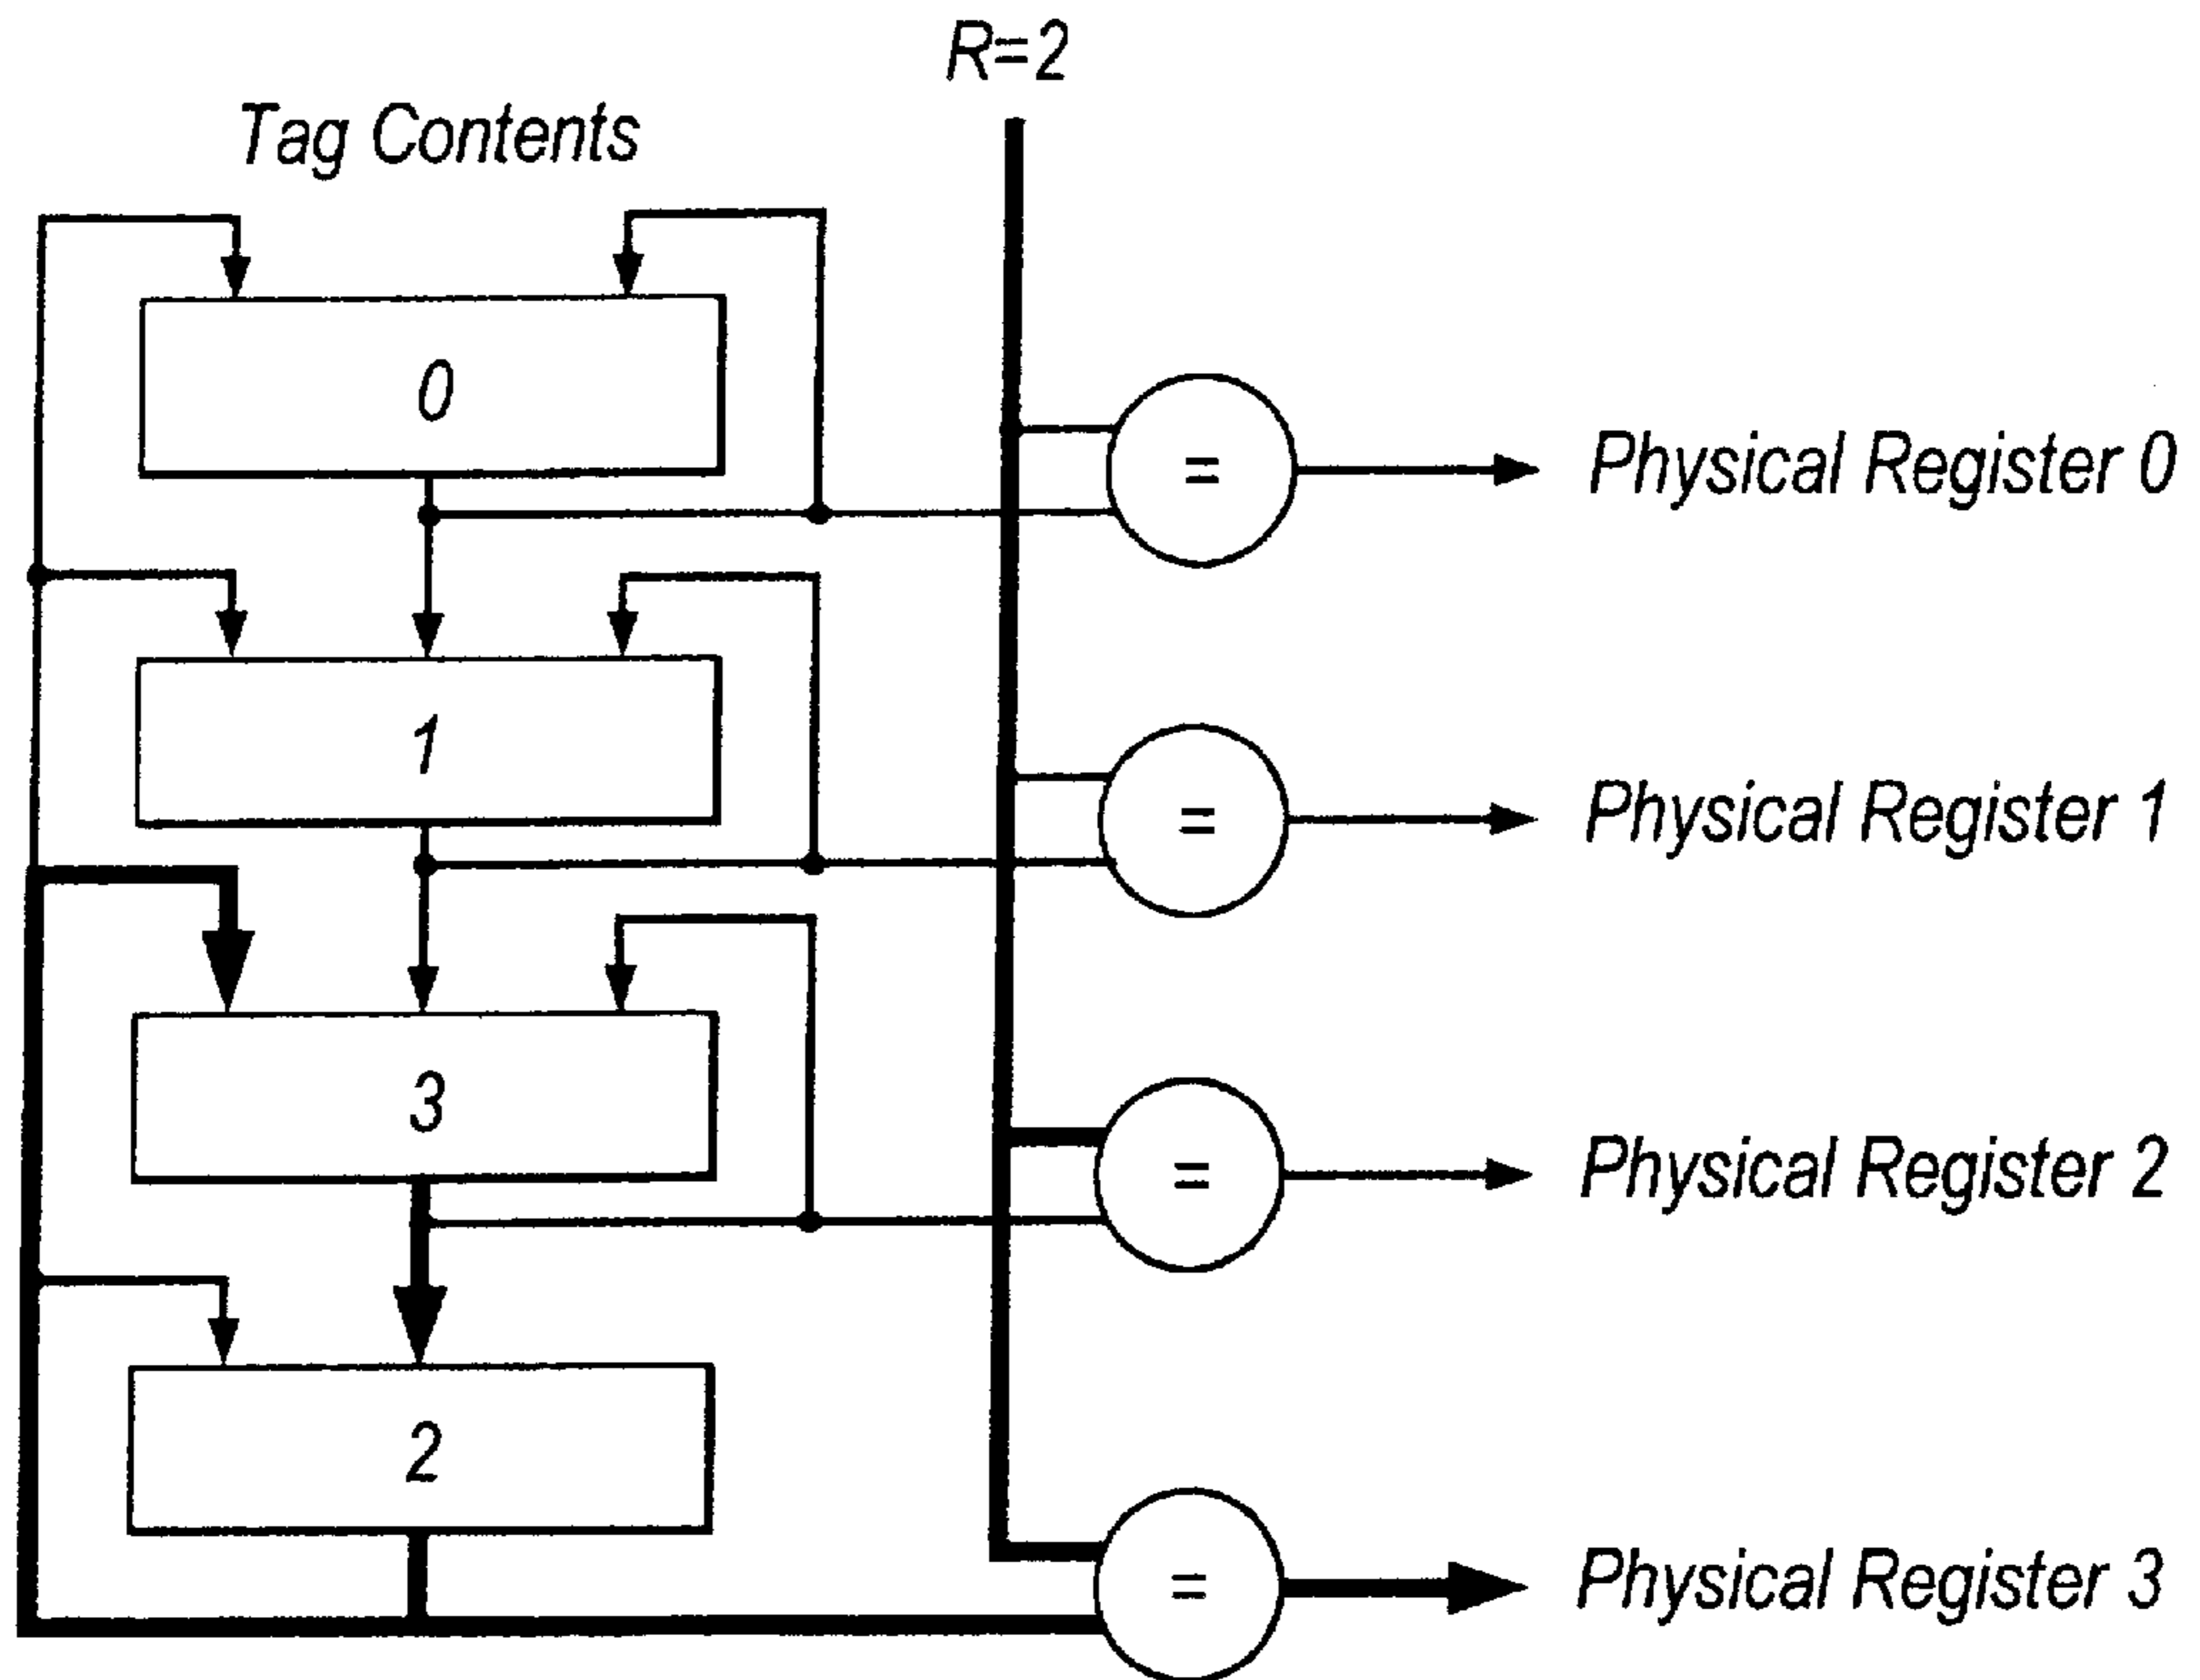 R=2
Tag Contents
0
=
Physical Register 0
1
=
Physical Register 1
3
=
Physical Register 2
2
=
Physical Register 3